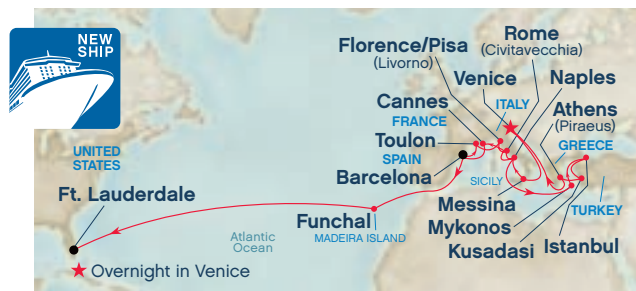 NEW
SHIP
Rome
(Civitavecchia)
Florence/Pisa
(Livorno)
Venice
Naples
ITALY
Cannes
FRANCE
Athens
(Piraeus)
Toulon
SPAIN
GREECE
UNITED
STATES
Barcelona
SICILY
Ft. Lauderdale
Messina
TURKEY
Funchal
MADEIRA ISLAND
Mykonos
Atlantic
Ocean
Kusadasi
Istanbul
Overnight in Venice